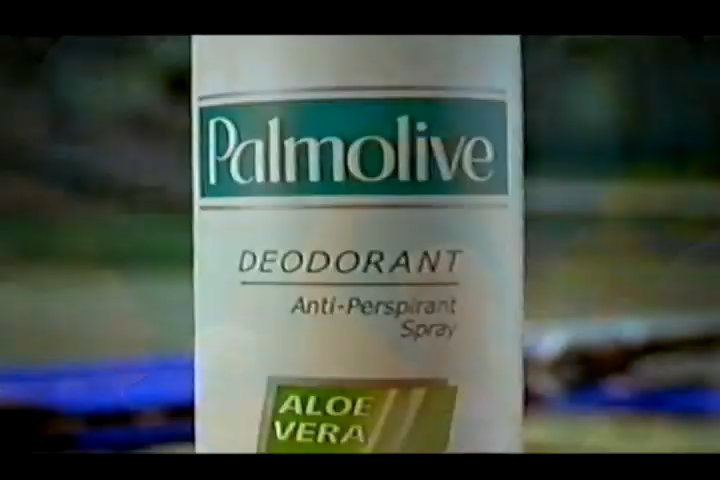 Palmolive
DEODORANT
Anti-Perspirant
Spray
ALOE
VERA